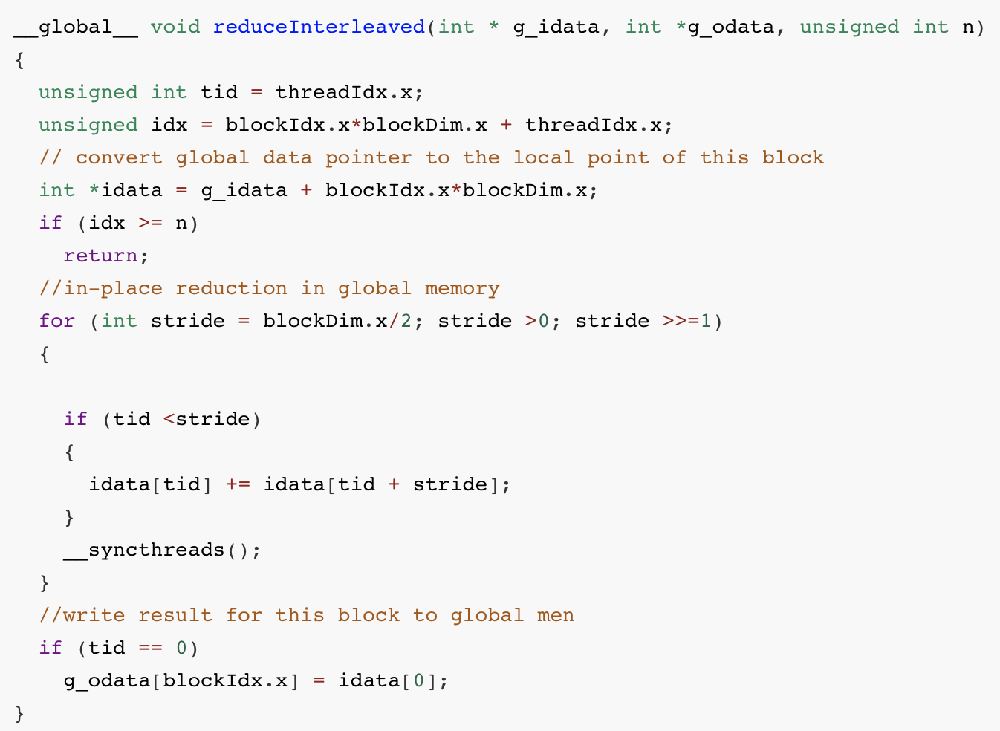 __global__ void reduceInterleaved(int * g_idata, int *g_odata, unsigned int n)
{
  unsigned int tid = threadIdx.x;
  unsigned idx = blockIdx.x*blockDim.x + threadIdx.x;
  // convert global data pointer to the local point of this block
  int *idata = g_idata + blockIdx.x*blockDim.x;
  if (idx >= n)
    return;
  //in-place reduction in global memory
  for (int stride = blockDim.x/2; stride >0; stride >>=1)
  {

    if (tid <stride)
    {
      idata[tid] += idata[tid + stride];
    }
    __syncthreads();
  }
  //write result for this block to global men
  if (tid == 0)
    g_odata[blockIdx.x] = idata[0];
}